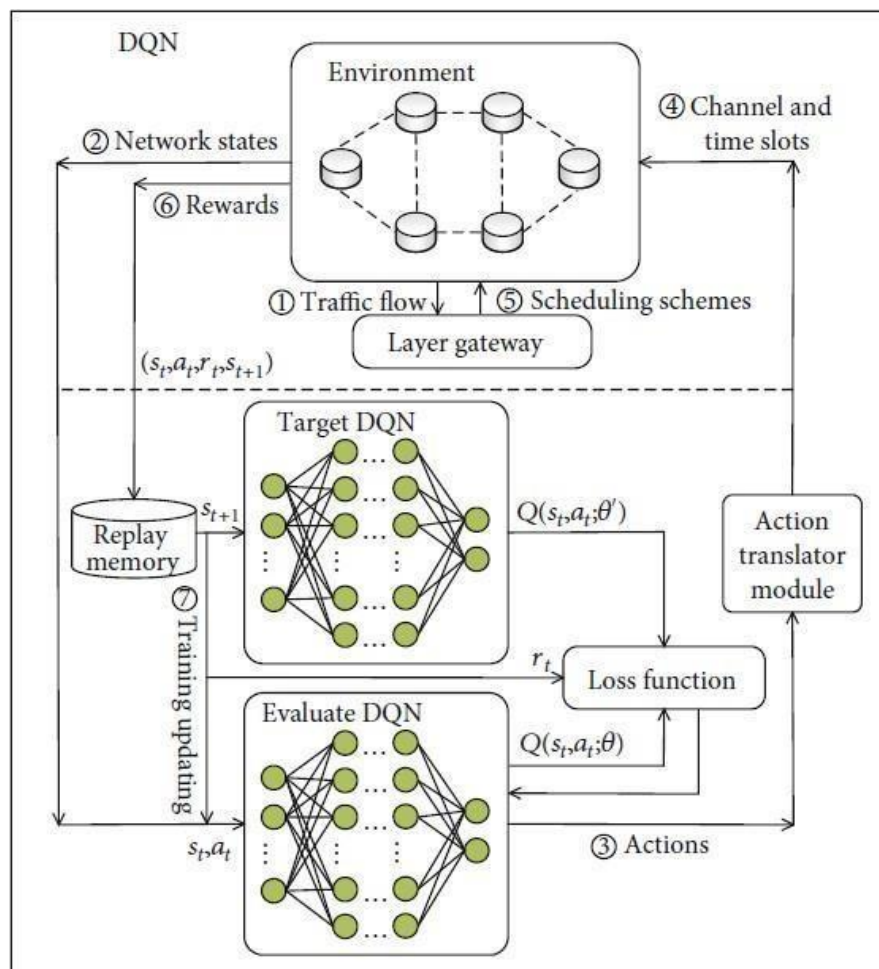 DQN
Environment
② Network states
⑥ Rewards
④ Channel and
time slots
① Traffic flow
⑤ Scheduling schemes
Layer gateway
(s_t,a_t,r_t,s_{t+1})
Target DQN
s_{t+1}
Replay
memory
Q(s_t,a_t;θ′)
Action
translator
module
⑦ Training updating
r_t
Loss function
Evaluate DQN
Q(s_t,a_t;θ)
s_t,a_t
③ Actions